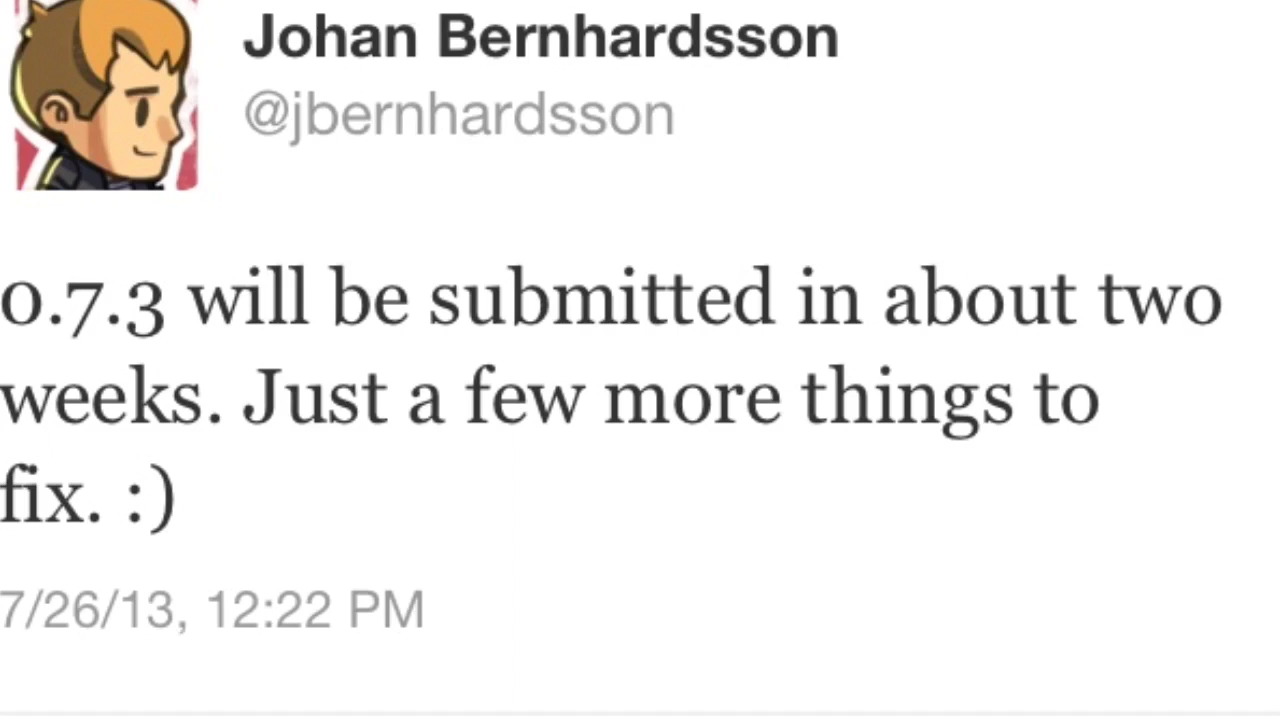 Johan Bernhardsson
@jbernhardsson
0.7.3 will be submitted in about two
weeks. Just a few more things to
fix. :)
7/26/13, 12:22 PM